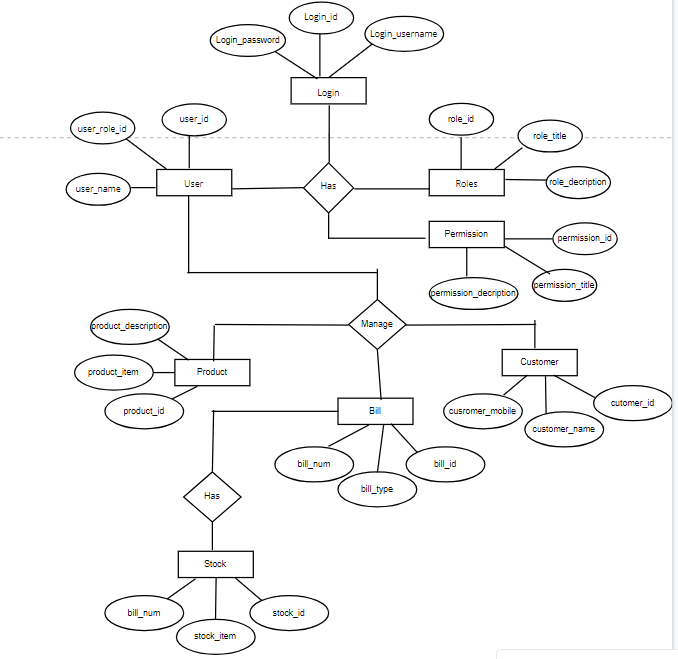 Login_id
Login_password
Login_username
Login
user_role_id
user_id
role_id
role_title
User
Has
Roles
role_decription
user_name
Permission
permission_id
permission_decription
permission_title
product_description
Manage
Customer
product_item
Product
product_id
Bill
cusromer_mobile
cutomer_id
customer_name
bill_num
bill_id
bill_type
Has
Stock
bill_num
stock_id
stock_item